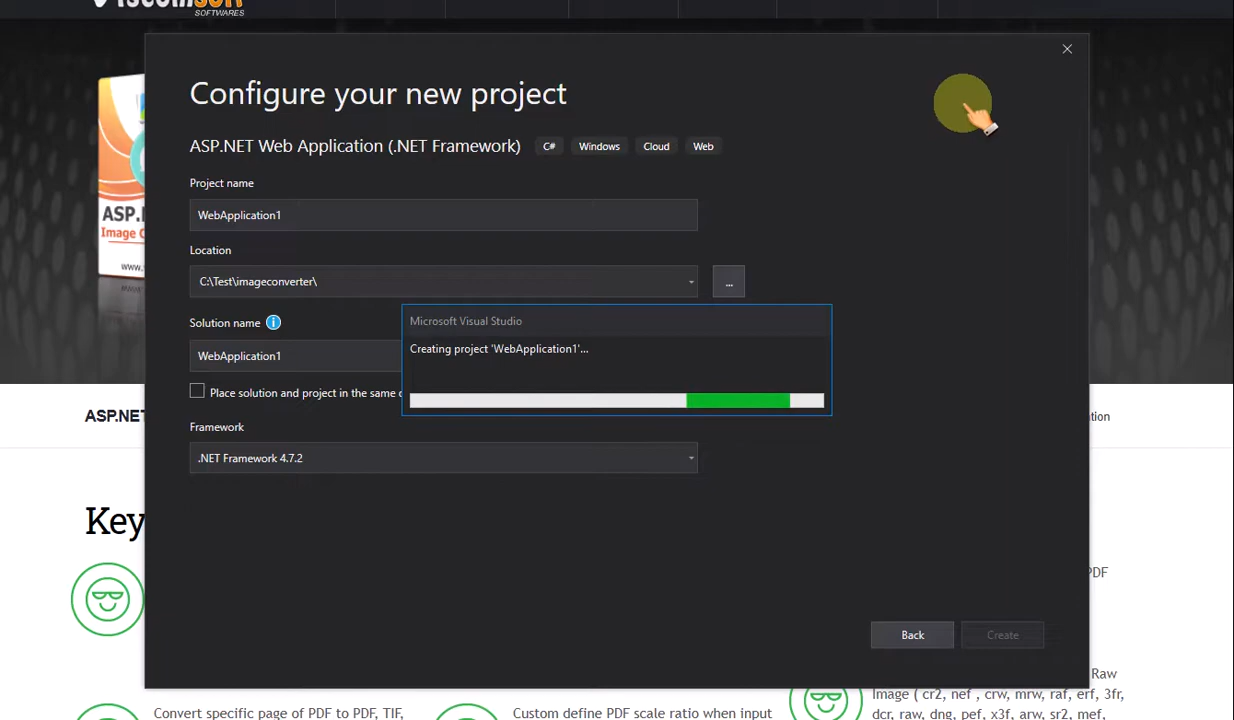 SOFTWARES
Configure your new project
ASP.NET Web Application (.NET Framework)
C#
Windows
Cloud
Web
Project name
WebApplication1
Location
C:\Test\imageconverter\
...
Solution name
WebApplication1
Place solution and project in the same
Microsoft Visual Studio
Creating project 'WebApplication1'...
Framework
.NET Framework 4.7.2
Back
Create
ASP.
Image
www.
ASP.NET
Key
PDF
Raw
Image ( cr2, nef , crw, mrw, raf, erf, 3fr,
dcr, raw, dng, pef, x3f, arw, sr2, mef,
Convert specific page of PDF to PDF, TIF,
Custom define PDF scale ratio when input